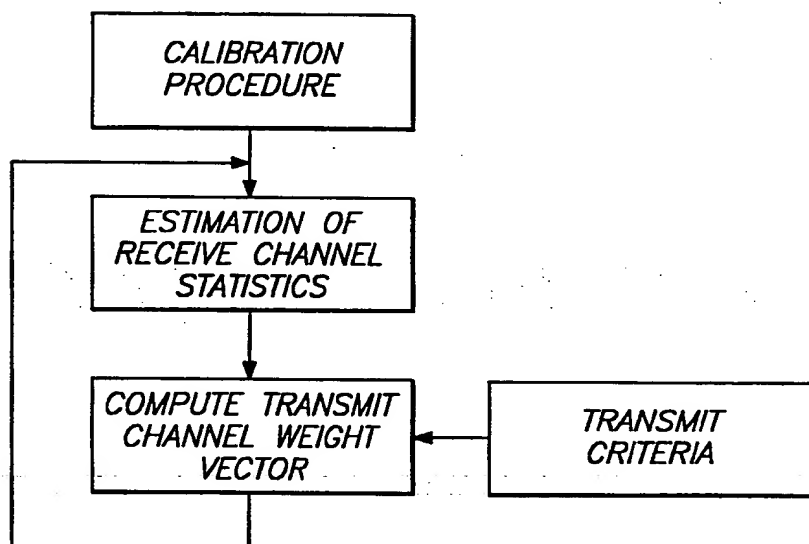 CALIBRATION
PROCEDURE
ESTIMATION OF
RECEIVE CHANNEL
STATISTICS
COMPUTE TRANSMIT
CHANNEL WEIGHT
VECTOR
TRANSMIT
CRITERIA